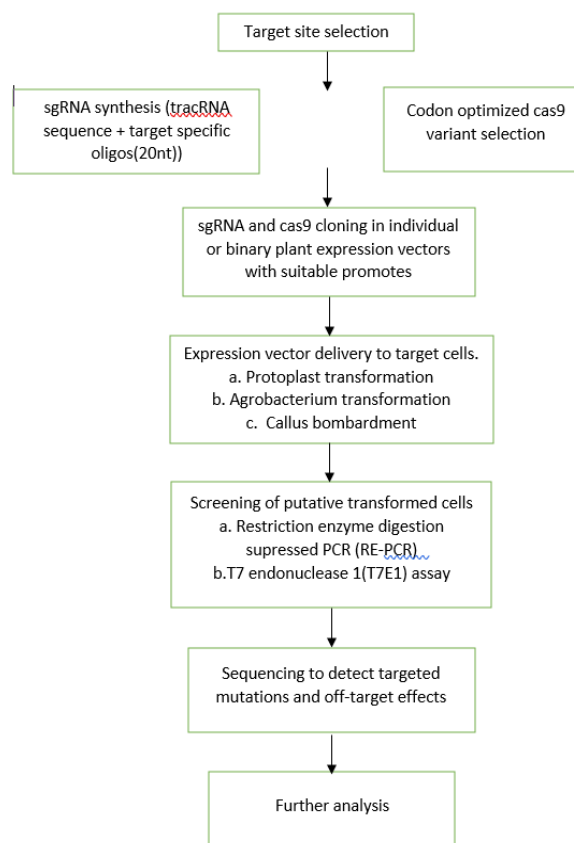 Target site selection
sgRNA synthesis (tracRNA
sequence + target specific
oligos(20nt))
Codon optimized cas9
variant selection
sgRNA and cas9 cloning in individual
or binary plant expression vectors
with suitable promotes
Expression vector delivery to target cells.
a. Protoplast transformation
b. Agrobacterium transformation
c. Callus bombardment
Screening of putative transformed cells
a. Restriction enzyme digestion
supressed PCR (RE-PCR)
b.T7 endonuclease 1(T7E1) assay
Sequencing to detect targeted
mutations and off-target effects
Further analysis